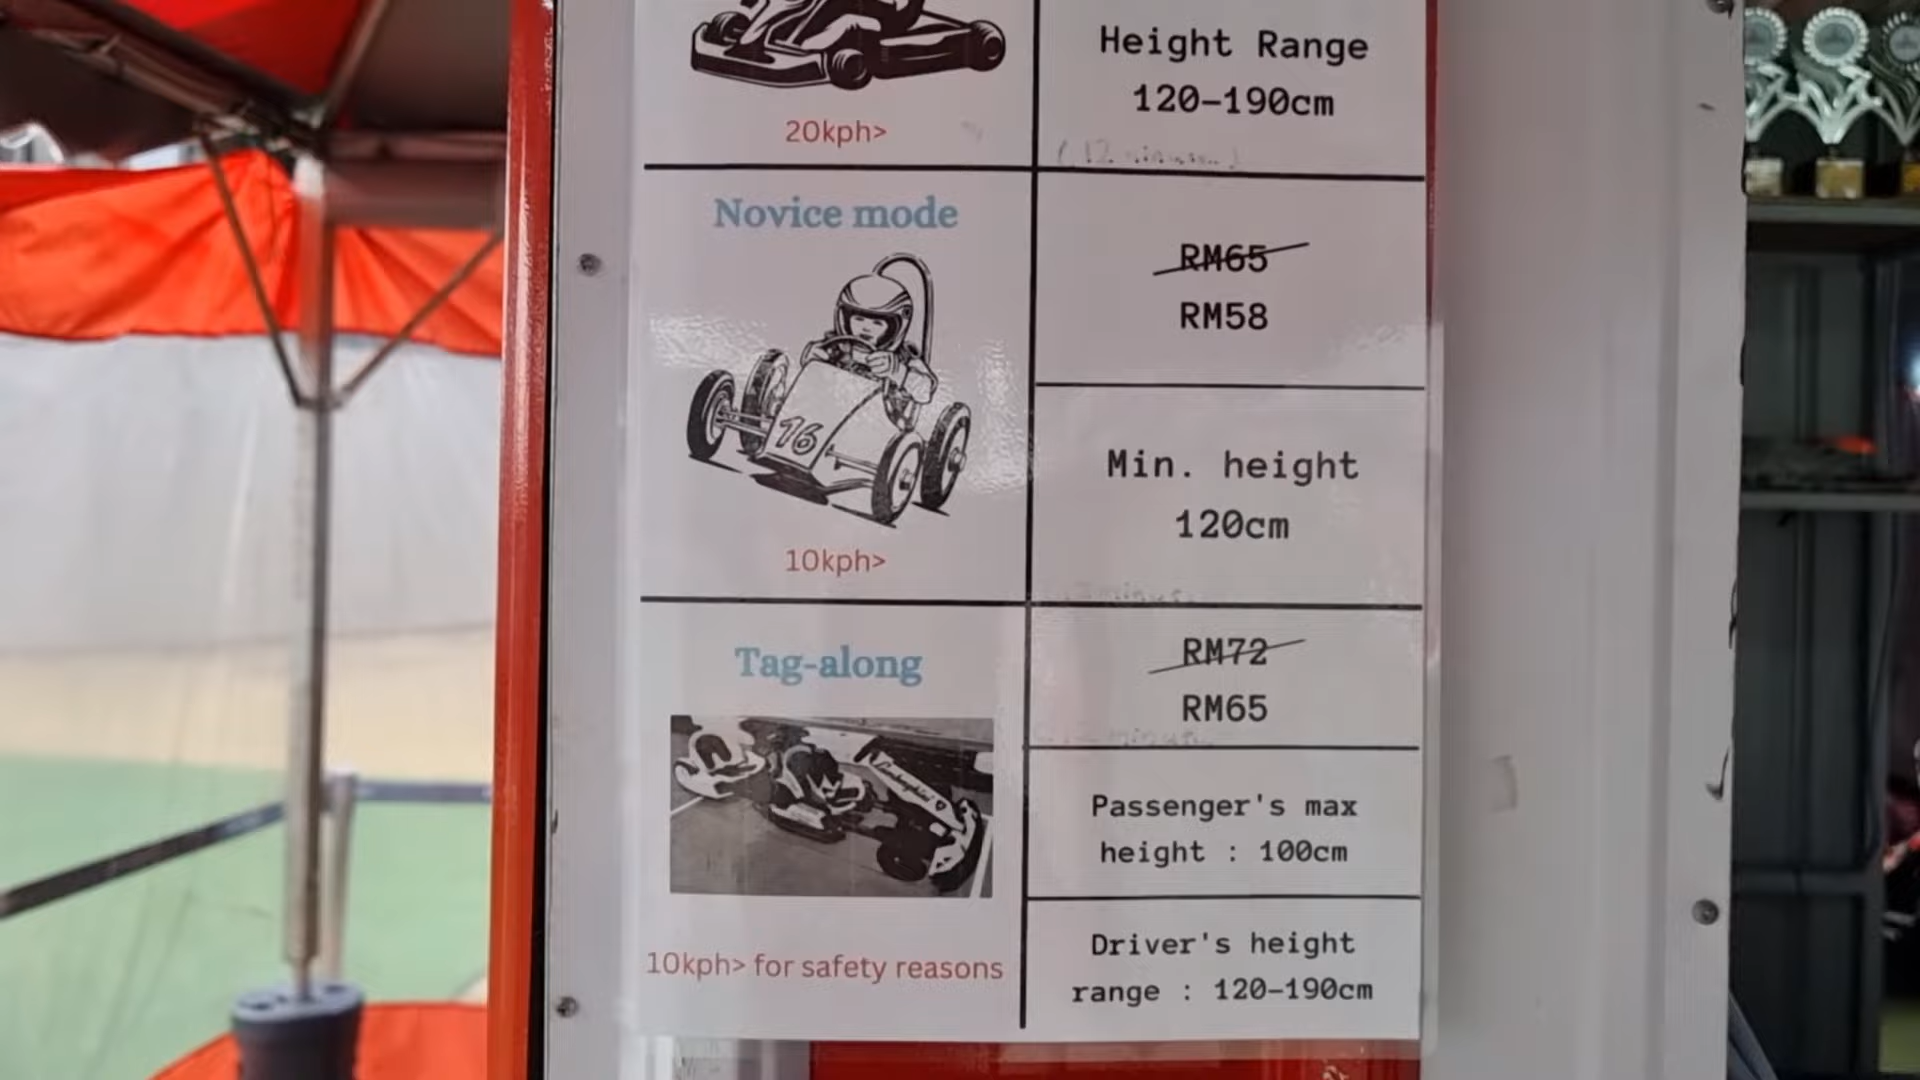 Height Range
120-190cm
20kph>
Novice mode
RM65
RM58
16
Min. height
120cm
10kph>
Tag-along
RM72
RM65
Passenger's max
height : 100cm
10kph> for safety reasons
Driver's height
range : 120-190cm